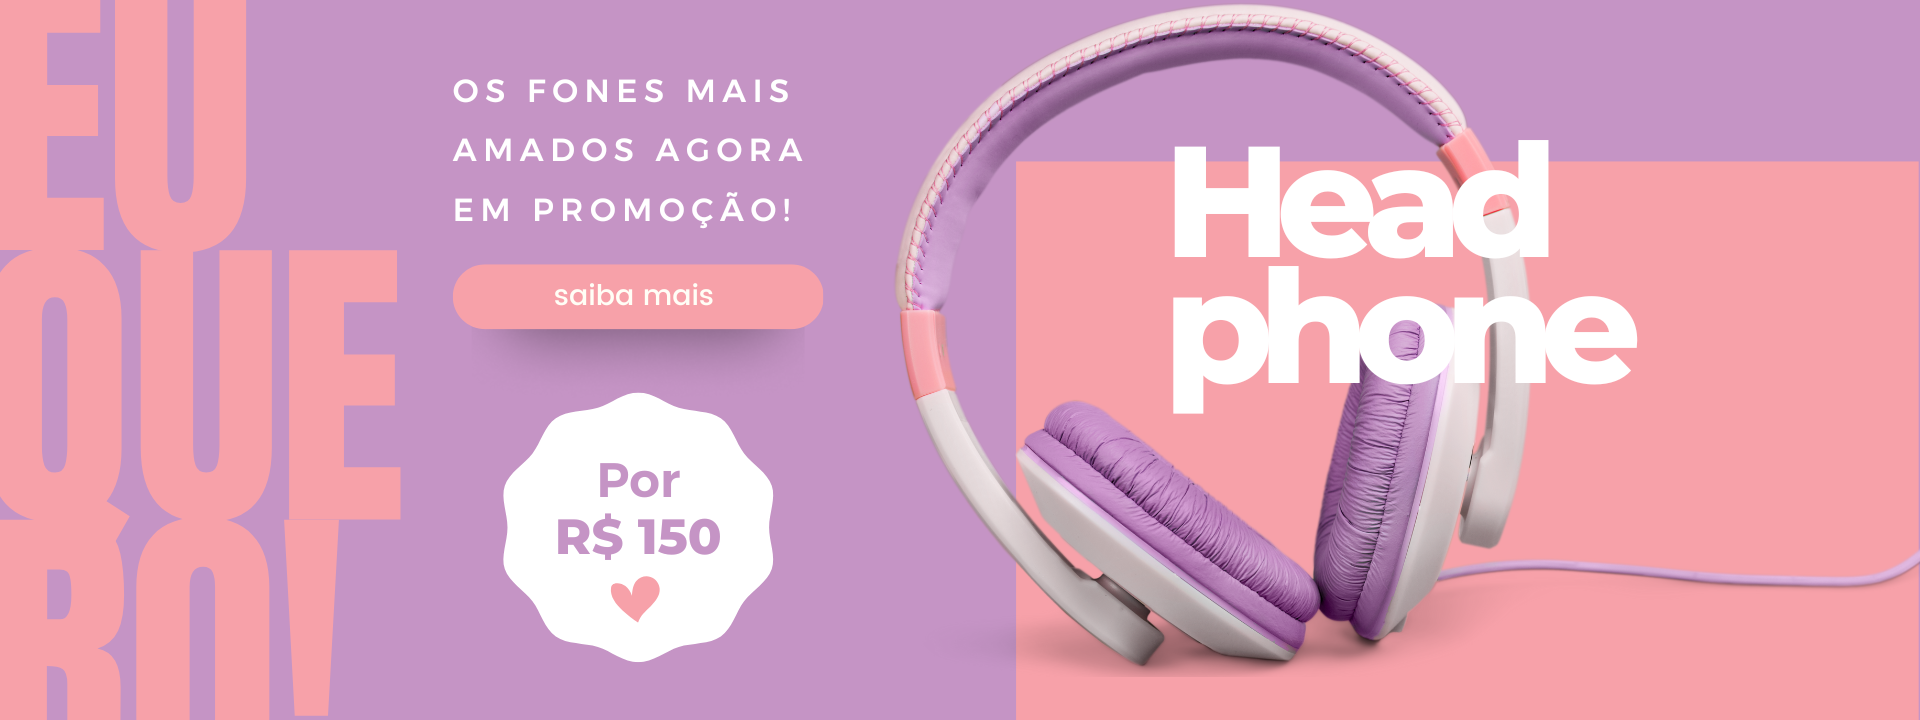 EU
QUE
RO!
OS FONES MAIS
AMADOS AGORA
EM PROMOÇÃO!
saiba mais
Por
R$ 150
Head
phone